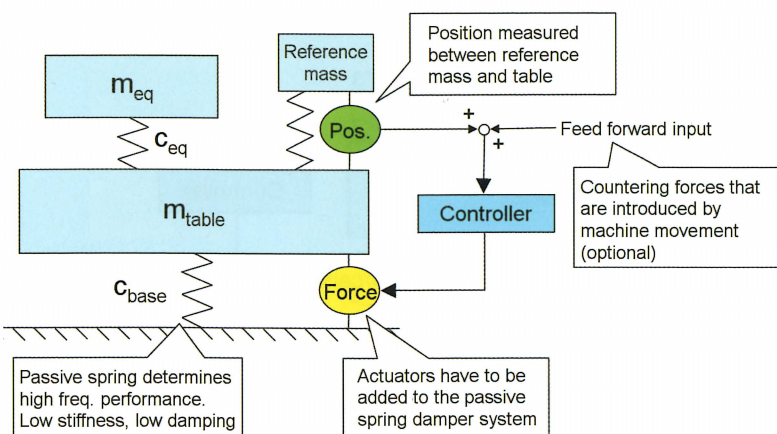 Reference
mass
Position measured
between reference
mass and table
m_eq
c_eq
Pos.
+
+
Feed forward input
m_table
Controller
Countering forces that
are introduced by
machine movement
(optional)
c_base
Force
Passive spring determines
high freq. performance.
Low stiffness, low damping
Actuators have to be
added to the passive
spring damper system